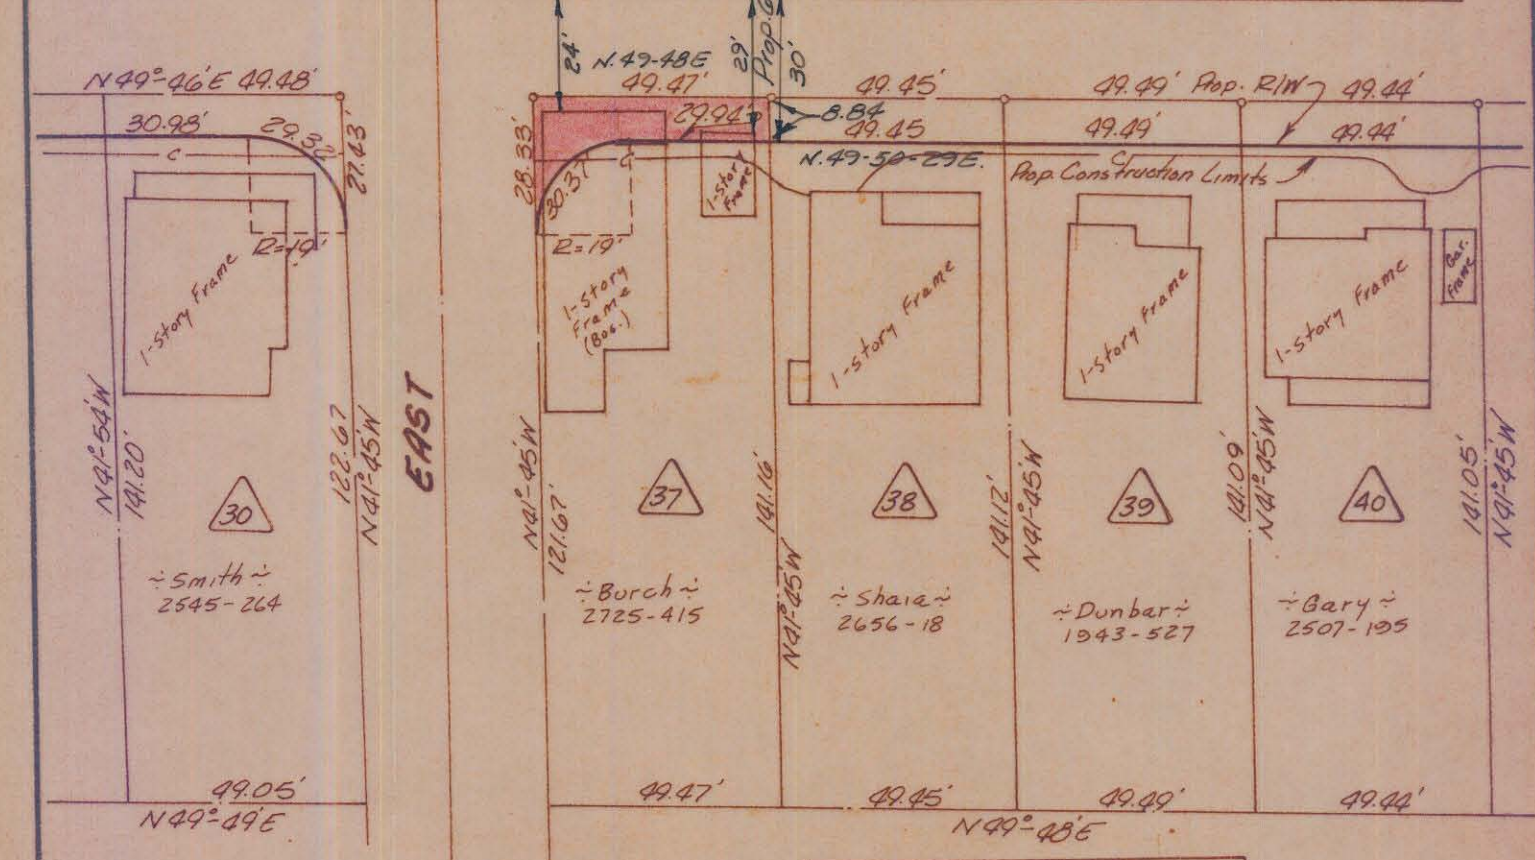 24'
N.49-48E
29'
30'
N49°-46'E 49.48'
49.47'
49.45'
49.49'
Prop. R/W
49.44'
30.98'
29.32
27.43'
28.33'
30.37
29.94
8.84
49.45
49.49'
49.44'
C
C
C
N.49-50-29E.
Prop. Construction Limits
R=19'
R=19'
1-Story Frame
1-Story
Frame
(Bus.)
1-Story
Frame
1-Story Frame
1-Story Frame
1-Story Frame
Gar.
Frame
EAST
N41°-54'W
141.20'
122.67
N41°-45'W
N41°-45'W
121.67'
141.16'
N41°-45'W
141.12'
N41°-45'W
141.09'
N41°-45'W
141.05'
N41°-45'W
30
37
38
39
40
Smith
2545-264
Burch
2725-415
Shaia
2656-18
Dunbar
1943-527
Gary
2507-195
49.05'
N49°-49'E
49.47'
49.45'
49.49'
49.44'
N49°-48'E